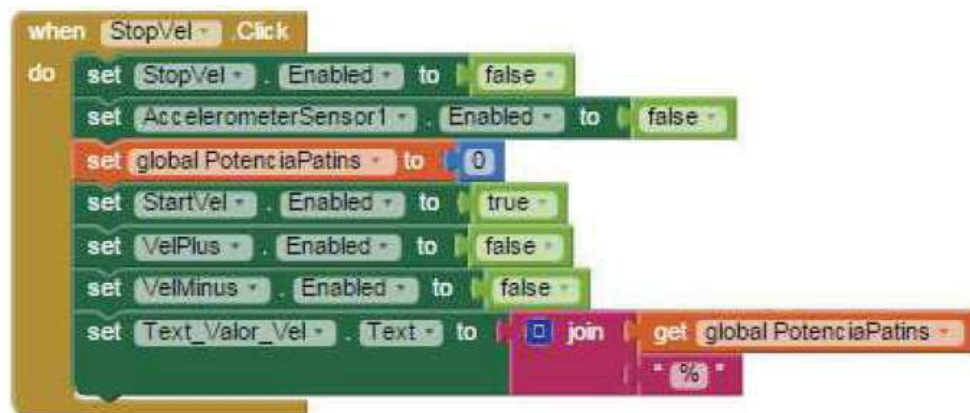 when StopVel .Click
do set StopVel . Enabled to false
set AccelerometerSensor1 . Enabled to false
set global PotenciaPatins to 0
set StartVel . Enabled to true
set VelPlus . Enabled to false
set VelMinus . Enabled to false
set Text_Valor_Vel . Text to join get global PotenciaPatins
" % "